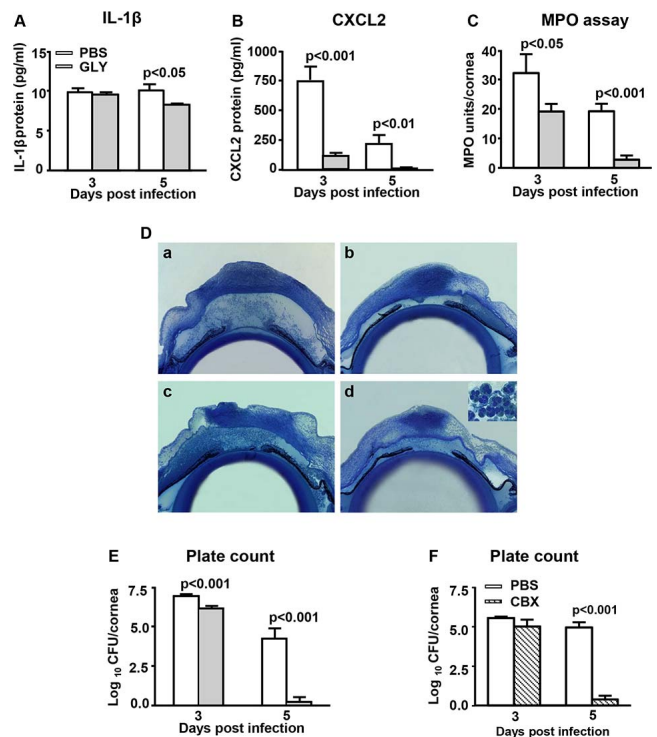 A IL-1β
IL-1β protein (pg/ml)
15
10
5
0
PBS
GLY
p<0.05
3 5
Days post infection
B CXCL2
CXCL2 protein (pg/ml)
1000
750
500
250
0
p<0.001
p<0.01
3 5
Days post infection
C MPO assay
MPO units/cornea
40
30
20
10
0
p<0.05
p<0.001
3 5
Days post infection
D
a
b
c
d
E Plate count
Log 10 CFU/cornea
7.5
5.0
2.5
0.0
p<0.001
p<0.001
3 5
Days post infection
F Plate count
Log 10 CFU/cornea
7.5
5.0
2.5
0.0
PBS
CBX
p<0.001
3 5
Days post infection